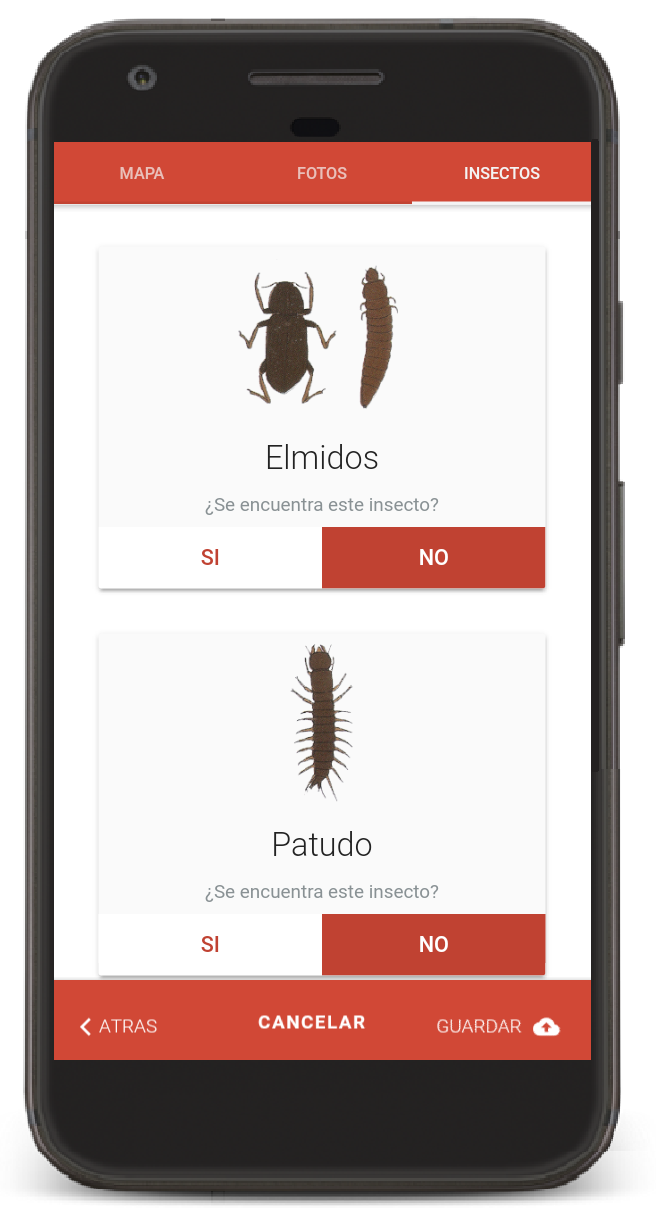 MAPA FOTOS INSECTOS
Elmidos
¿Se encuentra este insecto?
SI NO
Patudo
¿Se encuentra este insecto?
SI NO
ATRAS CANCELAR GUARDAR